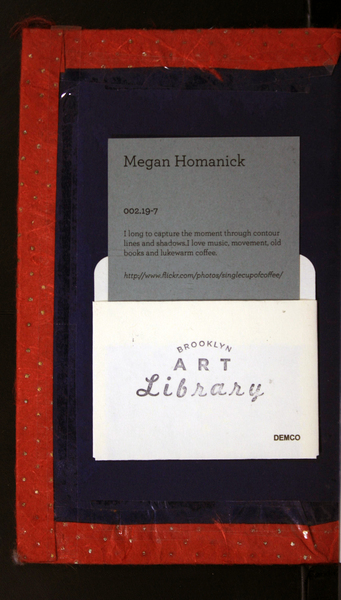 Megan Homanick
002.19-7
I long to capture the moment through contour
lines and shadows.I love music, movement, old
books and lukewarm coffee.
http://www.flickr.com/photos/singlecupofcoffee/
BROOKLYN
ART
Library
DEMCO